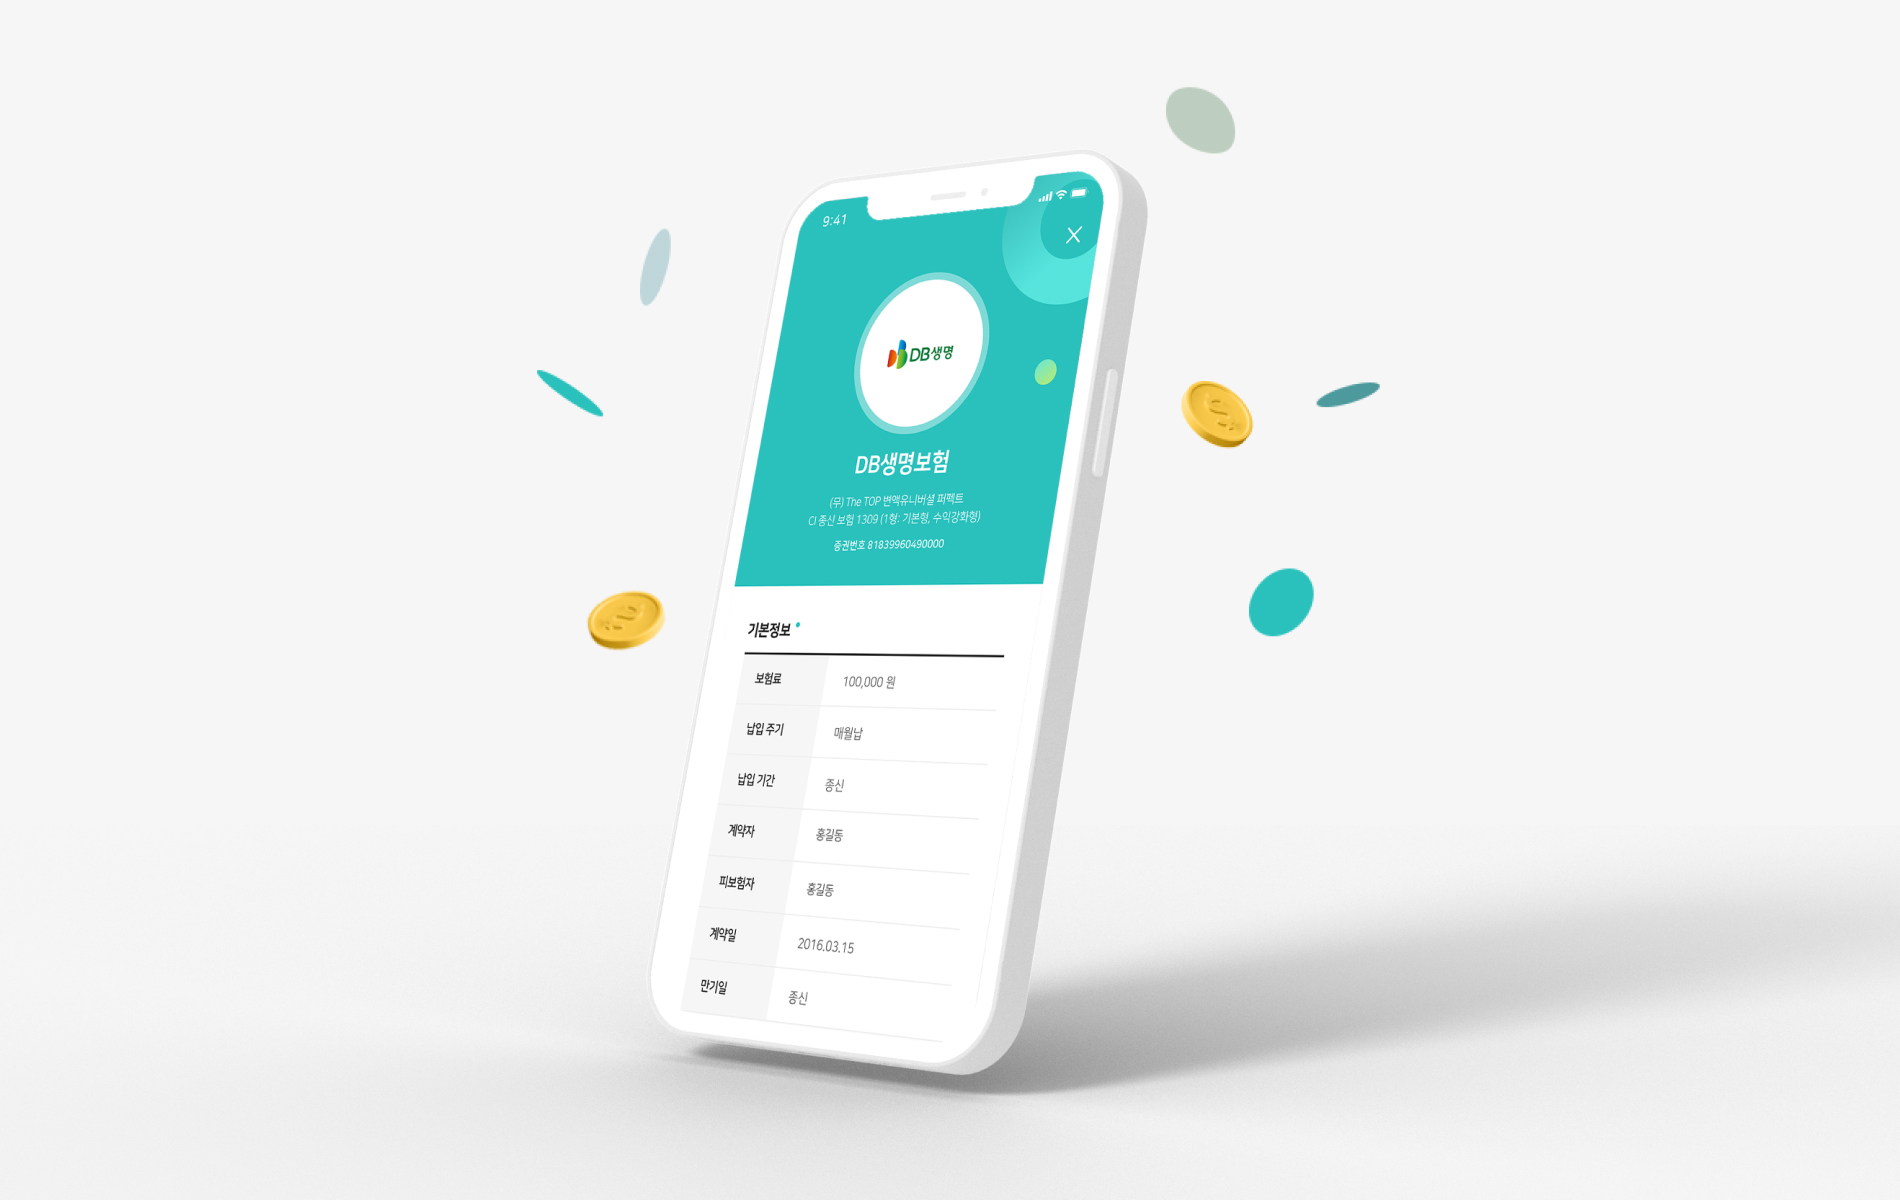 9:41
DB생명
DB생명보험
(무) The TOP 변액유니버셜 퍼펙트
CI 종신 보험 1309 (1형: 기본형, 수익강화형)
증권번호 81839960490000
기본정보
보험료 100,000 원
납입 주기 매월납
납입 기간 종신
계약자 홍길동
피보험자 홍길동
계약일 2016.03.15
만기일 종신